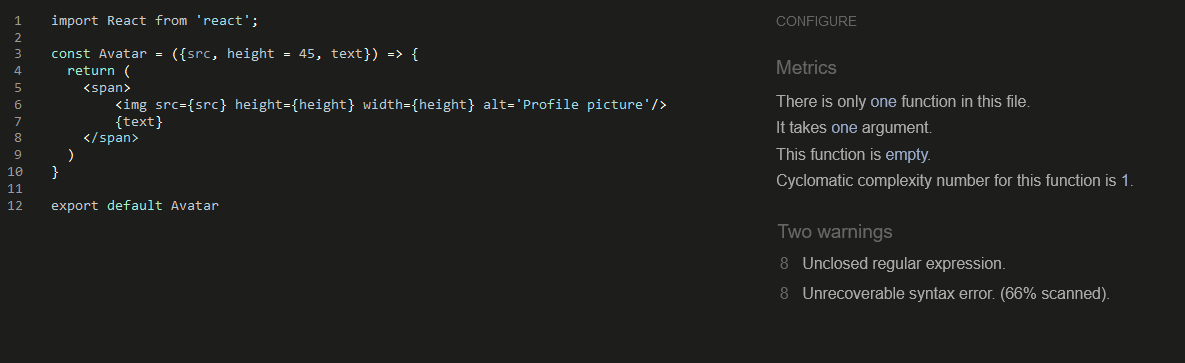 1 import React from 'react';
2
3 const Avatar = ({src, height = 45, text}) => {
4 return (
5 <span>
6 <img src={src} height={height} width={height} alt='Profile picture'/>
7 {text}
8 </span>
9 )
10 }
11
12 export default Avatar
CONFIGURE
Metrics
There is only one function in this file.
It takes one argument.
This function is empty.
Cyclomatic complexity number for this function is 1.
Two warnings
8 Unclosed regular expression.
8 Unrecoverable syntax error. (66% scanned).